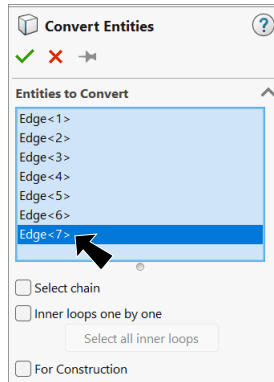 Convert Entities
?
Entities to Convert
Edge<1>
Edge<2>
Edge<3>
Edge<4>
Edge<5>
Edge<6>
Edge<7>
Select chain
Inner loops one by one
Select all inner loops
For Construction